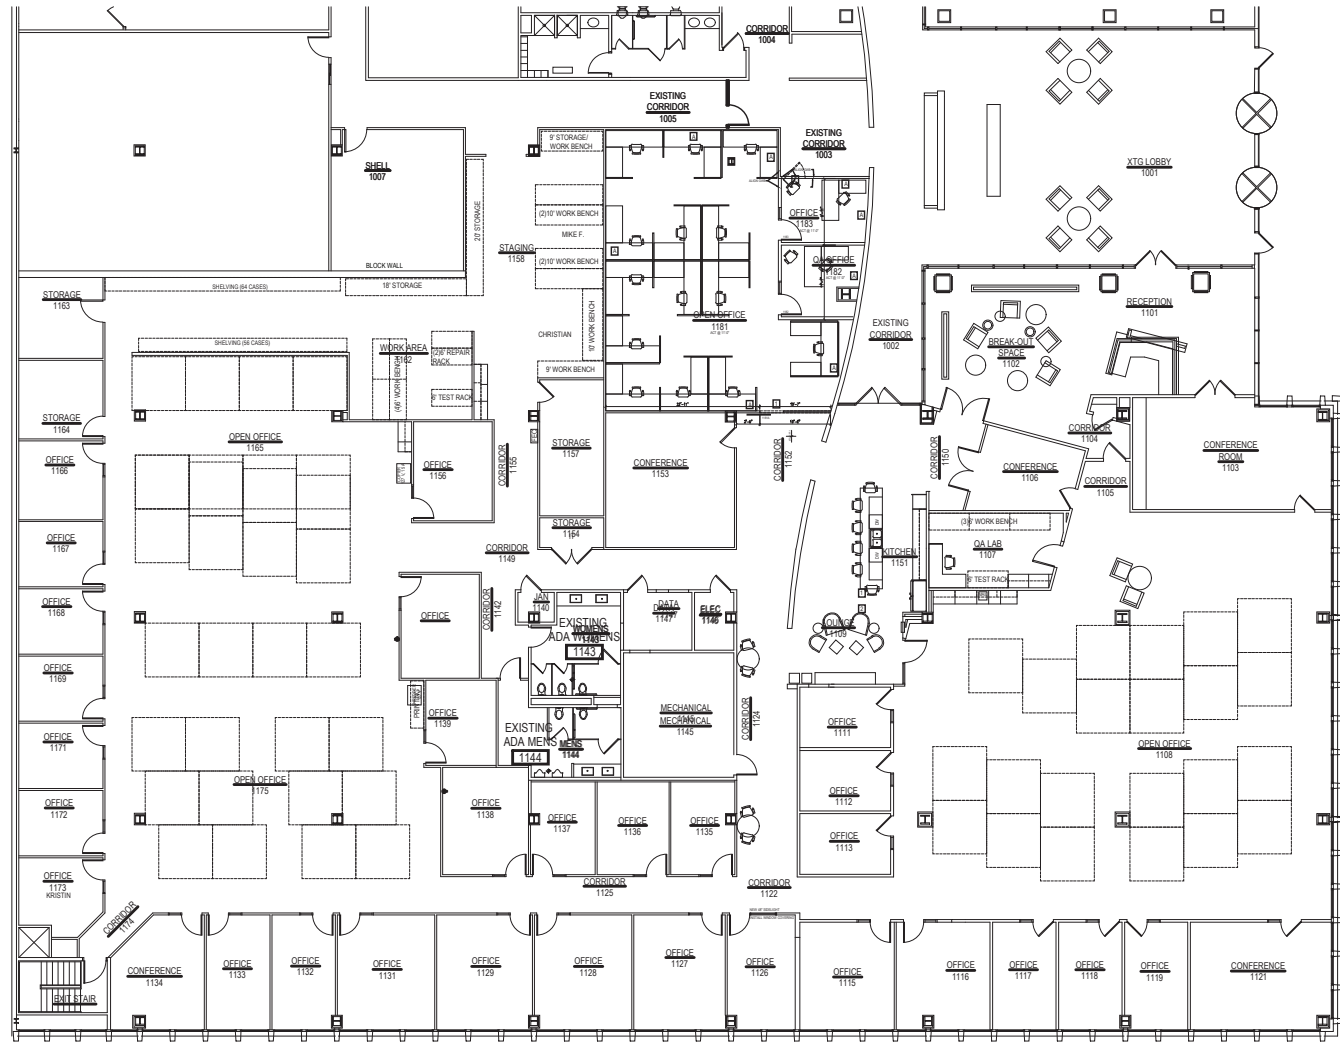 CORRIDOR
1004
EXISTING
CORRIDOR
1005
EXISTING
CORRIDOR
1003
9' STORAGE/
WORK BENCH
SHELL
1007
XTG LOBBY
1001
20' STORAGE
(2)10' WORK BENCH
MIKE F.
OFFICE
1183
STAGING
1158
(2)10' WORK BENCH
QA OFFICE
1182
BLOCK WALL
SHELVING (64 CASES)
18' STORAGE
STORAGE
1163
RECEPTION
1101
OPEN OFFICE
1181
EXISTING
CORRIDOR
1002
CHRISTIAN
10' WORK BENCH
BREAK-OUT
SPACE
1102
SHELVING (56 CASES)
WORK AREA
1162
(2)6' REPAIR
RACK
(4)6' WORK BENCH
9' WORK BENCH
6' TEST RACK
STORAGE
1164
CORRIDOR
1104
OPEN OFFICE
1165
STORAGE
1157
CONFERENCE
ROOM
1103
OFFICE
1166
OFFICE
1156
CORRIDOR
1155
CONFERENCE
1153
CORRIDOR
1152
CORRIDOR
1150
CONFERENCE
1106
CORRIDOR
1105
STORAGE
1154
(3)6' WORK BENCH
OFFICE
1167
CORRIDOR
1149
KITCHEN
1151
QA LAB
1107
6' TEST RACK
OFFICE
1168
OFFICE
CORRIDOR
1142
JAN
1140
DATA
1147
ELEC
1146
EXISTING
ADA WOMENS
1143
WOMENS
1143
LOUNGE
1109
OFFICE
1169
PRINTING
OFFICE
1139
MECHANICAL
MECHANICAL
1145
CORRIDOR
1124
OFFICE
1111
OFFICE
1171
EXISTING
ADA MENS
1144
MENS
1144
OPEN OFFICE
1108
OPEN OFFICE
1175
OFFICE
1172
OFFICE
1138
OFFICE
1137
OFFICE
1136
OFFICE
1135
OFFICE
1112
OFFICE
1113
OFFICE
1173
KRISTIN
CORRIDOR
1125
CORRIDOR
1122
CORRIDOR
1174
EXIT STAIR
CONFERENCE
1134
OFFICE
1133
OFFICE
1132
OFFICE
1131
OFFICE
1129
OFFICE
1128
OFFICE
1127
OFFICE
1126
OFFICE
1115
OFFICE
1116
OFFICE
1117
OFFICE
1118
OFFICE
1119
CONFERENCE
1121